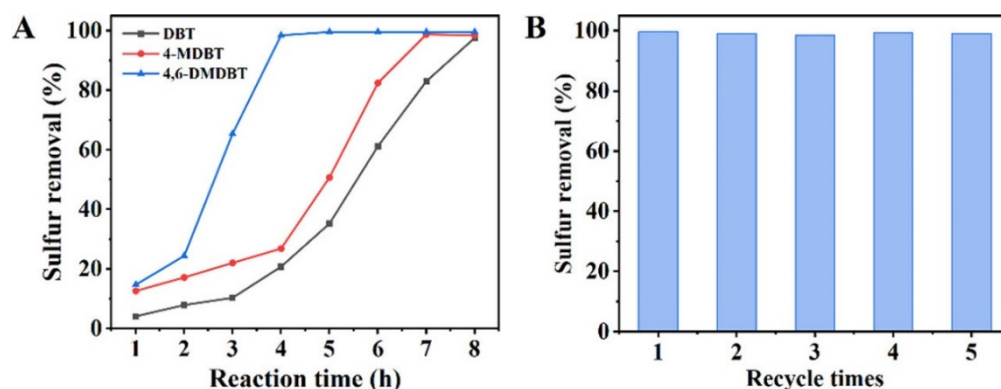 A
DBT
4-MDBT
4,6-DMDBT
Sulfur removal (%)
100
80
60
40
20
0
1 2 3 4 5 6 7 8
Reaction time (h)
B
Sulfur removal (%)
100
80
60
40
20
0
1 2 3 4 5
Recycle times